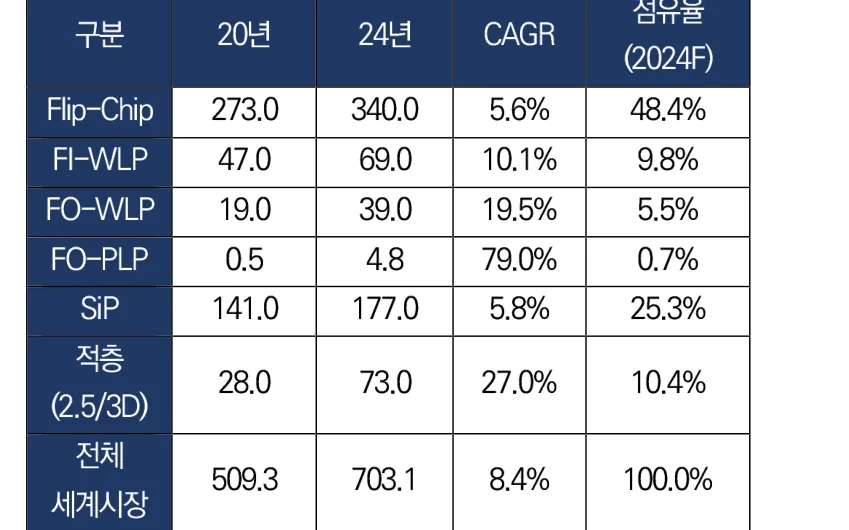 구분 20년 24년 CAGR 점유율 (2024F)
Flip-Chip 273.0 340.0 5.6% 48.4%
FI-WLP 47.0 69.0 10.1% 9.8%
FO-WLP 19.0 39.0 19.5% 5.5%
FO-PLP 0.5 4.8 79.0% 0.7%
SiP 141.0 177.0 5.8% 25.3%
적층 (2.5/3D) 28.0 73.0 27.0% 10.4%
전체 세계시장 509.3 703.1 8.4% 100.0%